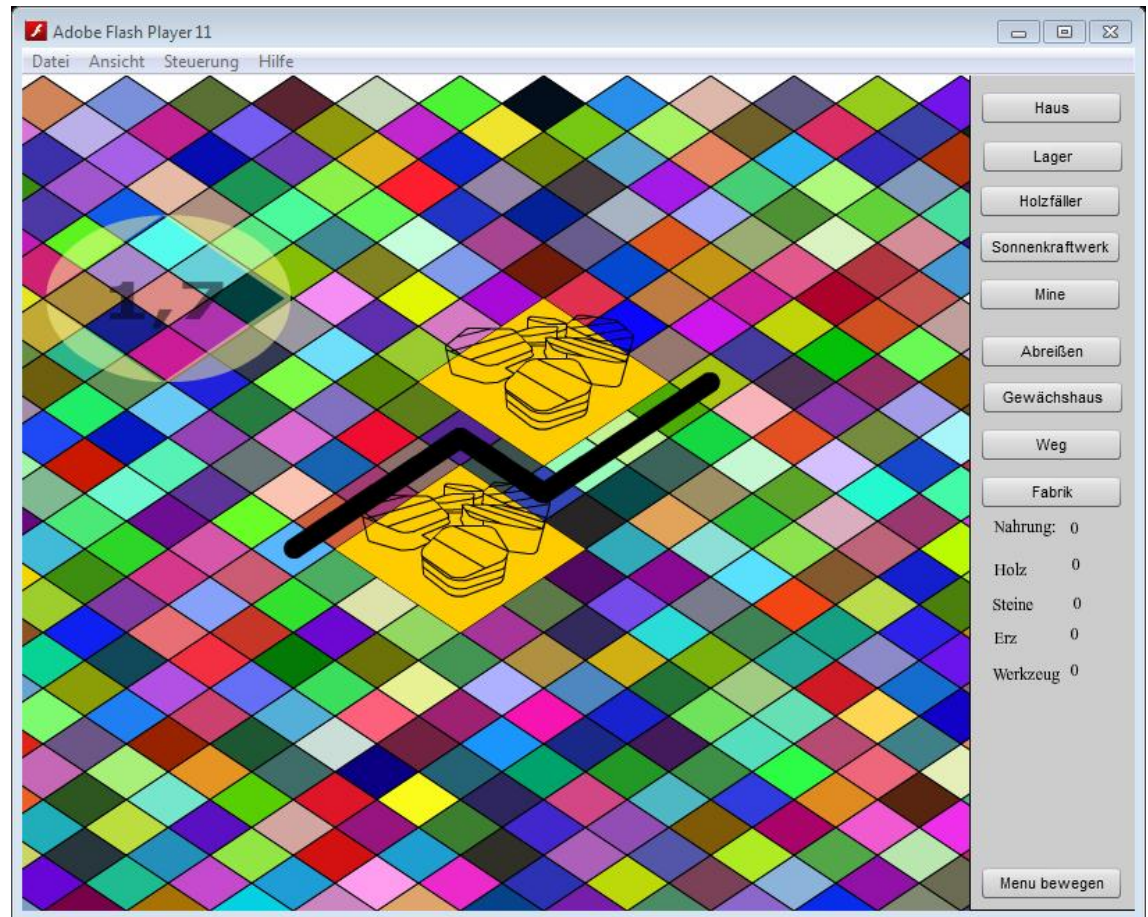 Adobe Flash Player 11
Datei Ansicht Steuerung Hilfe
1,7
Haus
Lager
Holzfäller
Sonnenkraftwerk
Mine
Abreißen
Gewächshaus
Weg
Fabrik
Nahrung: 0
Holz 0
Steine 0
Erz 0
Werkzeug 0
Menu bewegen